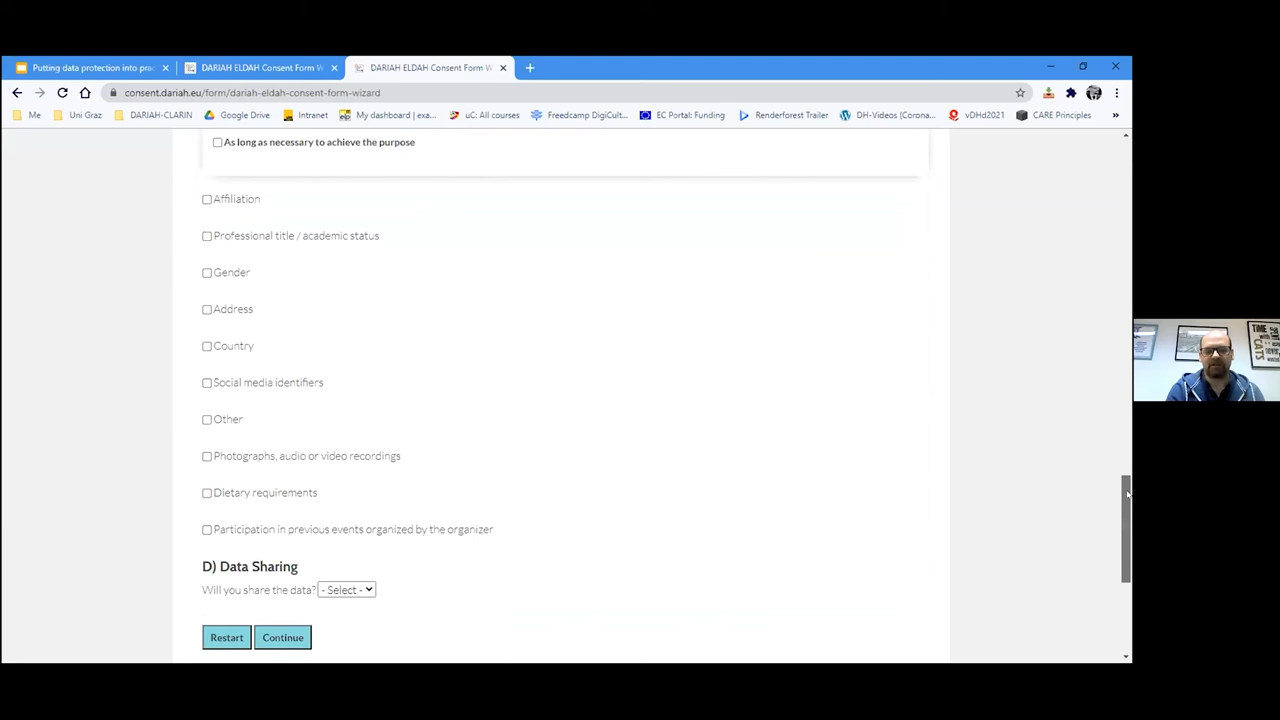 Putting data protection into prac
DARIAH ELDAH Consent Form W
DARIAH ELDAH Consent Form W
consent.dariah.eu/form/dariah-eldah-consent-form-wizard
Me
Uni Graz
DARIAH-CLARIN
Google Drive
Intranet
My dashboard | exa...
uC: All courses
Freedcamp DigiCult...
EC Portal: Funding
Renderforest Trailer
DH-Videos (Corona...
vDHd2021
CARE Principles
»
As long as necessary to achieve the purpose
Affiliation
Professional title / academic status
Gender
Address
Country
Social media identifiers
Other
Photographs, audio or video recordings
Dietary requirements
Participation in previous events organized by the organizer
D) Data Sharing
Will you share the data? - Select -
Restart Continue
TIME
CATS